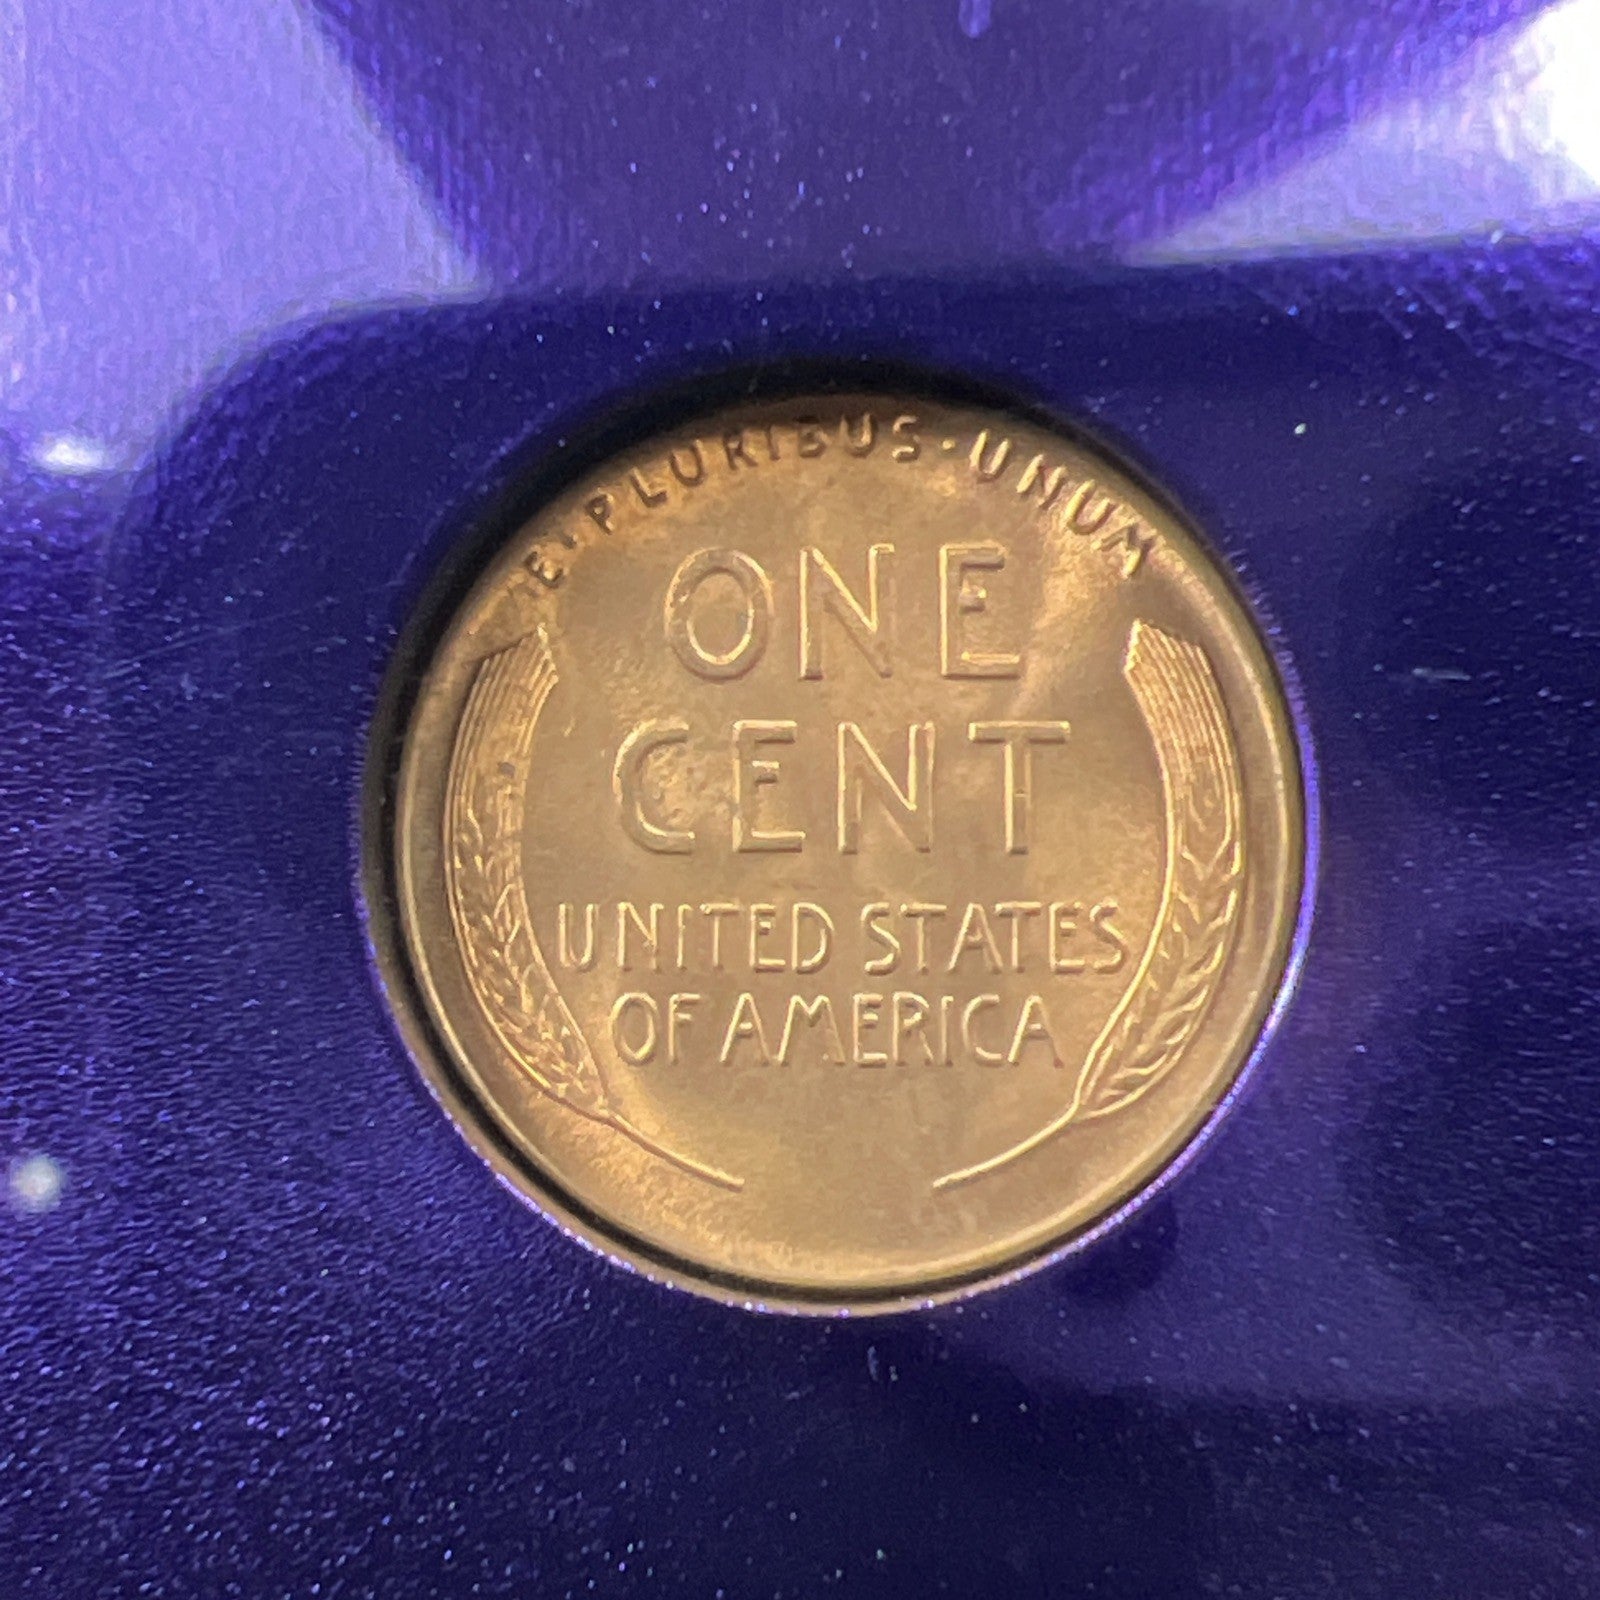 E·PLURIBUS·UNUM
ONE
CENT
UNITED STATES
OF AMERICA